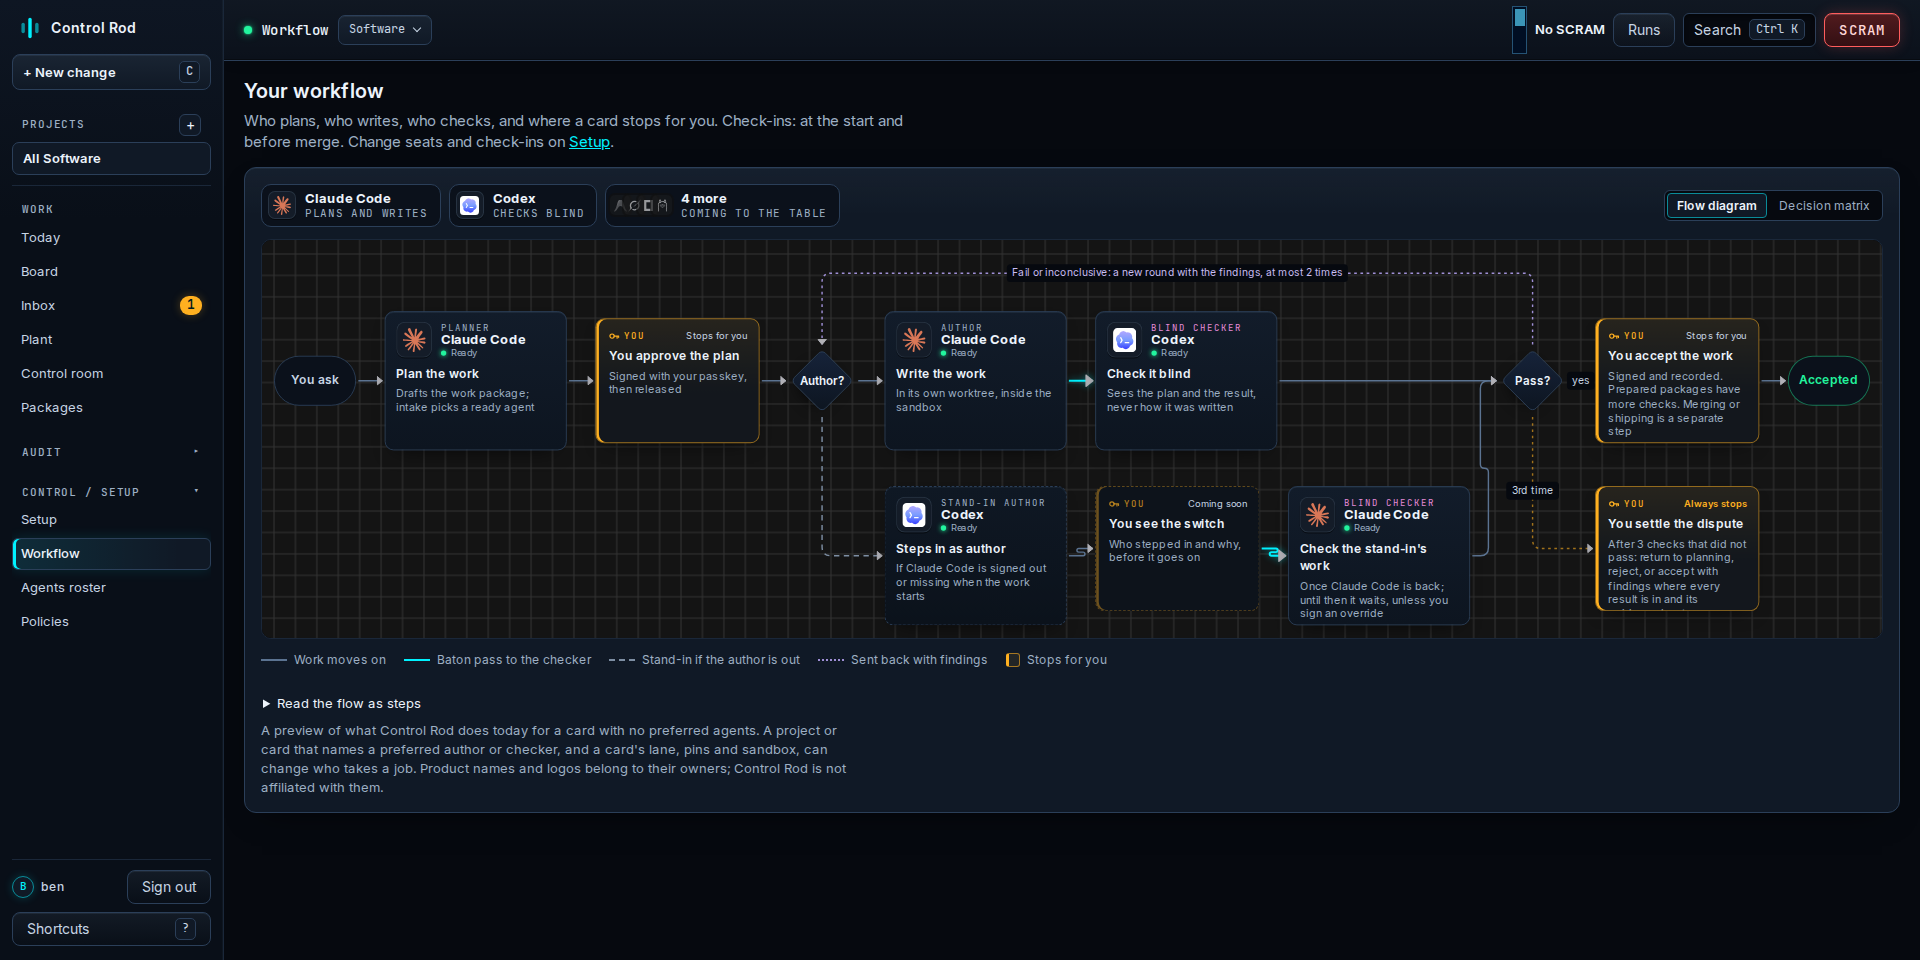 Control Rod
+ New change C
PROJECTS +
All Software
WORK
Today
Board
Inbox 1
Plant
Control room
Packages
AUDIT
CONTROL / SETUP
Setup
Workflow
Agents roster
Policies
B ben Sign out
Shortcuts ?
Workflow Software
No SCRAM Runs Search Ctrl K SCRAM
Your workflow
Who plans, who writes, who checks, and where a card stops for you. Check-ins: at the start and
before merge. Change seats and check-ins on Setup.
Claude Code
PLANS AND WRITES
Codex
CHECKS BLIND
4 more
COMING TO THE TABLE
Flow diagram Decision matrix
Fail or inconclusive: a new round with the findings, at most 2 times
You ask
PLANNER
Claude Code
Ready
Plan the work
Drafts the work package;
intake picks a ready agent
YOU Stops for you
You approve the plan
Signed with your passkey,
then released
Author?
AUTHOR
Claude Code
Ready
Write the work
In its own worktree, inside the
sandbox
BLIND CHECKER
Codex
Ready
Check it blind
Sees the plan and the result,
never how it was written
Pass?
yes
YOU Stops for you
You accept the work
Signed and recorded.
Prepared packages have
more checks. Merging or
shipping is a separate
step
Accepted
STAND-IN AUTHOR
Codex
Ready
Steps in as author
If Claude Code is signed out
or missing when the work
starts
YOU Coming soon
You see the switch
Who stepped in and why,
before it goes on
BLIND CHECKER
Claude Code
Ready
Check the stand-in's
work
Once Claude Code is back;
until then it waits, unless you
sign an override
3rd time
YOU Always stops
You settle the dispute
After 3 checks that did not
pass: return to planning,
reject, or accept with
findings where every
result is in and its
Work moves on
Baton pass to the checker
Stand-in if the author is out
Sent back with findings
Stops for you
Read the flow as steps
A preview of what Control Rod does today for a card with no preferred agents. A project or
card that names a preferred author or checker, and a card's lane, pins and sandbox, can
change who takes a job. Product names and logos belong to their owners; Control Rod is not
affiliated with them.